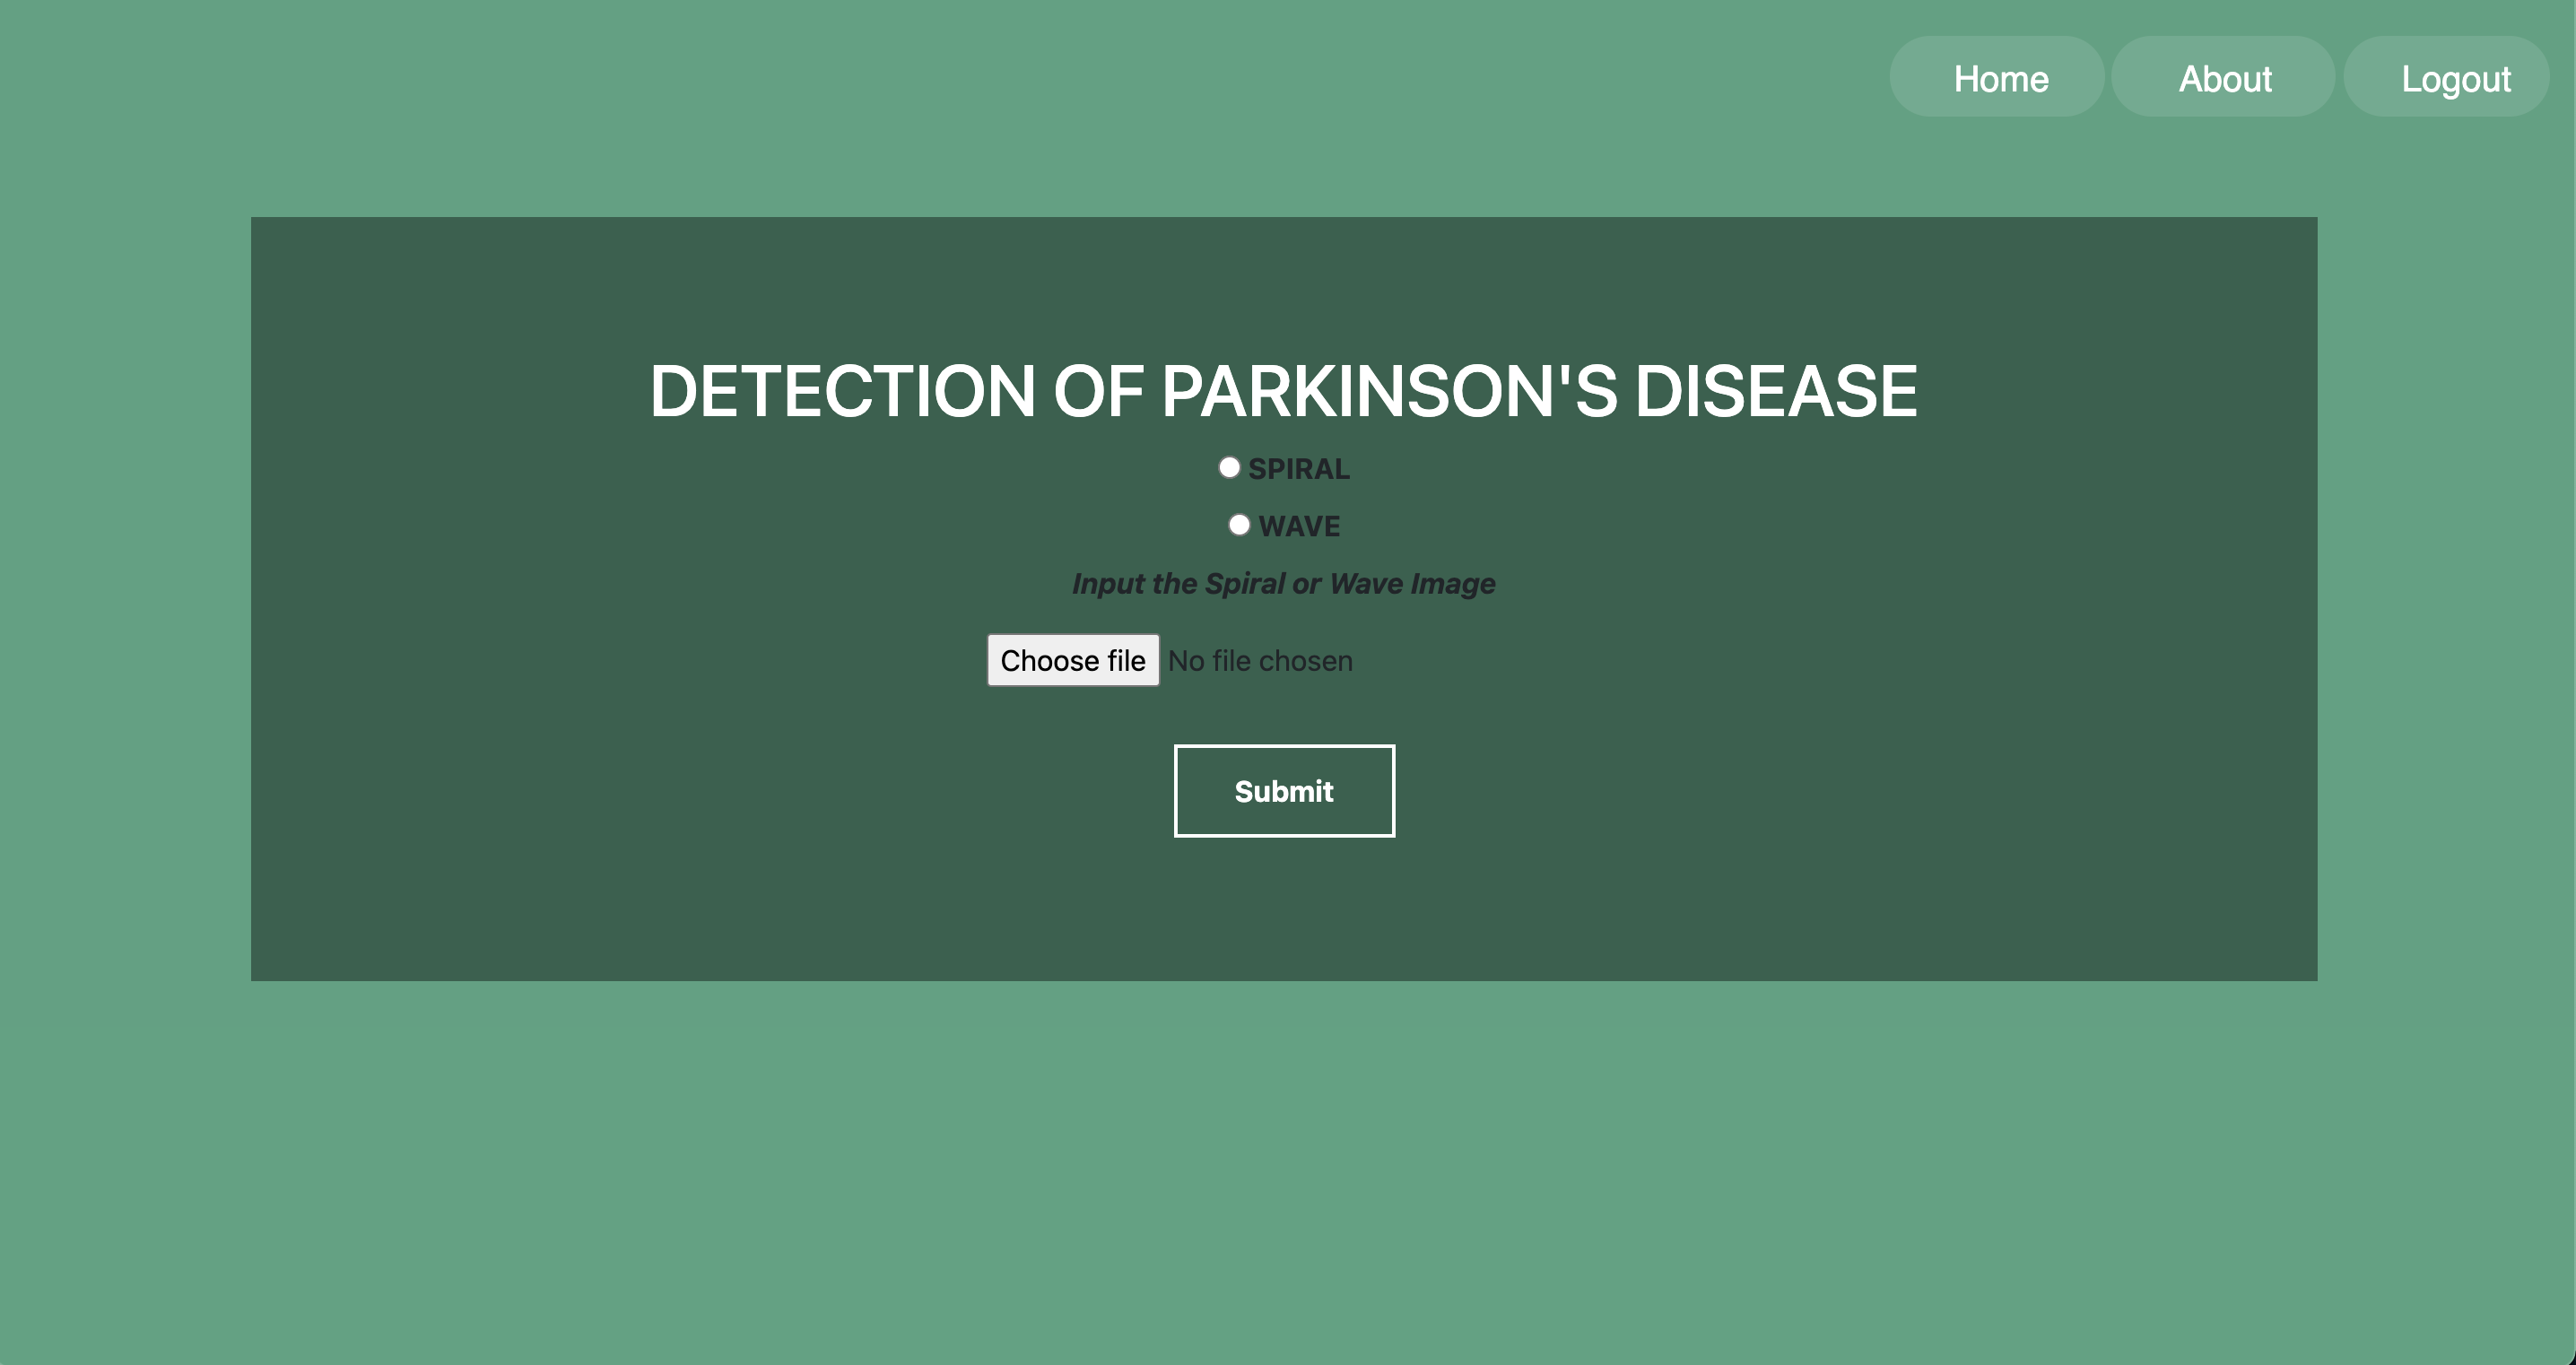 Home About Logout
DETECTION OF PARKINSON'S DISEASE
SPIRAL
WAVE
Input the Spiral or Wave Image
Choose file No file chosen
Submit